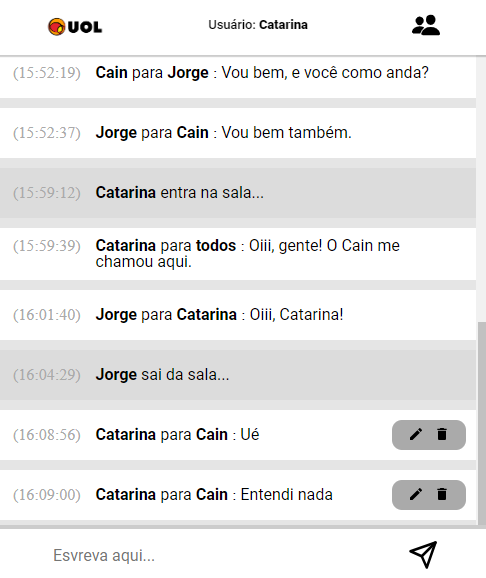 UOL
Usuário: Catarina
(15:52:19) Cain para Jorge : Vou bem, e você como anda?
(15:52:37) Jorge para Cain : Vou bem também.
(15:59:12) Catarina entra na sala...
(15:59:39) Catarina para todos : Oiii, gente! O Cain me
chamou aqui.
(16:01:40) Jorge para Catarina : Oiii, Catarina!
(16:04:29) Jorge sai da sala...
(16:08:56) Catarina para Cain : Ué
(16:09:00) Catarina para Cain : Entendi nada
Esvreva aqui...